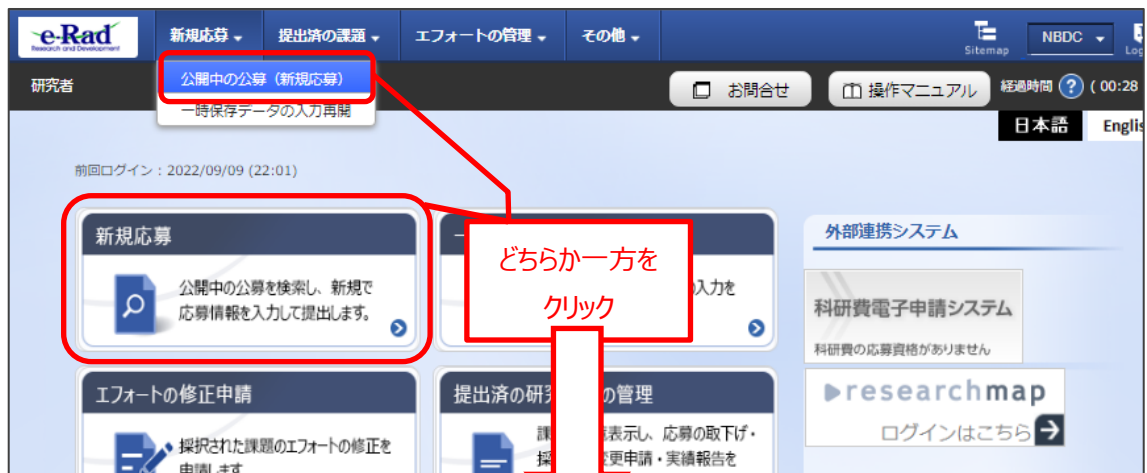 e-Rad
Research and Development
新規応募
提出済の課題
エフォートの管理
その他
Sitemap
NBDC
研究者
公開中の公募（新規応募）
一時保存データの入力再開
お問合せ
操作マニュアル
経過時間 ? ( 00:28
日本語
前回ログイン : 2022/09/09 (22:01)
新規応募
公開中の公募を検索し、新規で
応募情報を入力して提出します。
どちらか一方を
クリック
入力を
外部連携システム
科研費電子申請システム
科研費の応募資格がありません
researchmap
ログインはこちら
エフォートの修正申請
採択された課題のエフォートの修正を
申請します
提出済の研
の管理
表示し、応募の取下げ・
変更申請・実績報告を